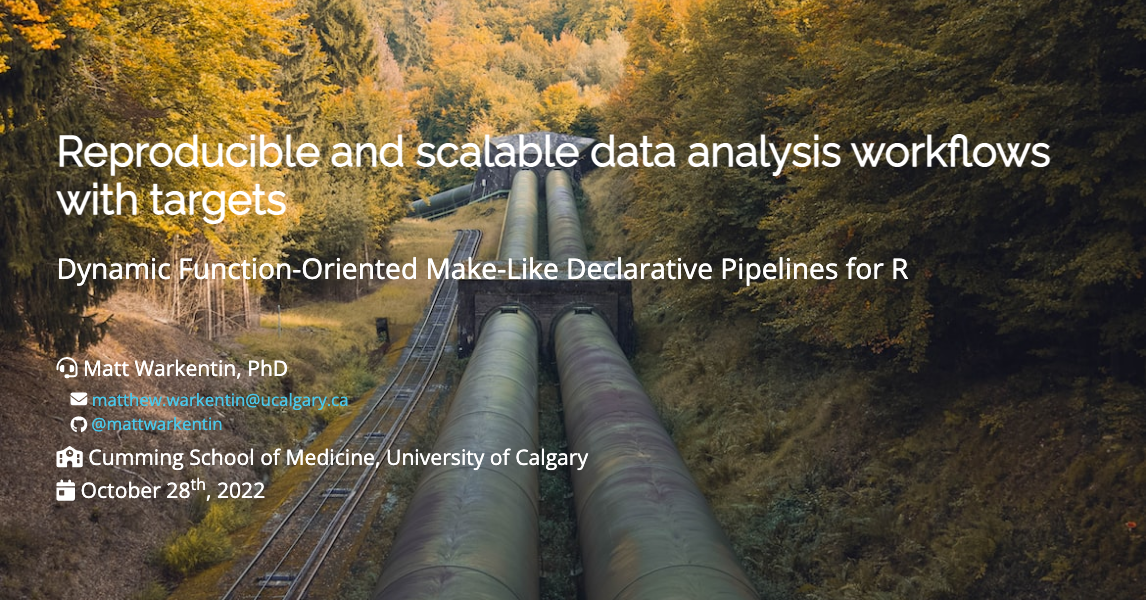 Reproducible and scalable data analysis workflows
with targets
Dynamic Function-Oriented Make-Like Declarative Pipelines for R
Matt Warkentin, PhD
matthew.warkentin@ucalgary.ca
@mattwarkentin
Cumming School of Medicine, University of Calgary
October 28th, 2022